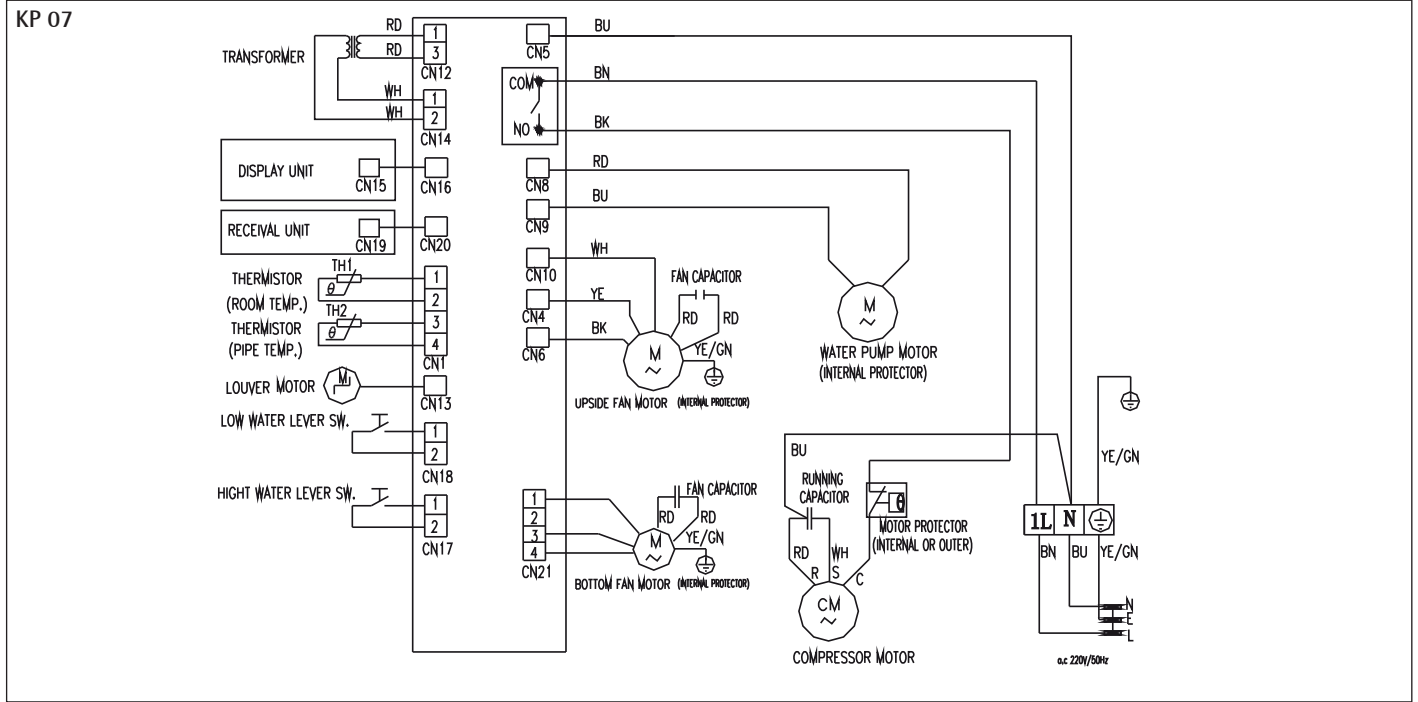 KP 07
TRANSFORMER
RD
RD
1
3
CN12
WH
WH
1
2
CN14
DISPLAY UNIT
CN15
CN16
RECEIVAL UNIT
CN19
CN20
THERMISTOR
(ROOM TEMP.)
TH1
θ
THERMISTOR
(PIPE TEMP.)
TH2
θ
1
2
3
4
CN1
LOUVER MOTOR
M
CN13
LOW WATER LEVER SW.
1
2
CN18
HIGHT WATER LEVER SW.
1
2
CN17
CN5
BU
COM
BN
NO
BK
CN8
RD
CN9
BU
CN10
WH
CN4
YE
CN6
BK
FAN CAPACITOR
RD
RD
YE/GN
M
~
UPSIDE FAN MOTOR (INTERNAL PROTECTOR)
M
~
WATER PUMP MOTOR
(INTERNAL PROTECTOR)
1
2
3
4
CN21
FAN CAPACITOR
RD
RD
YE/GN
M
~
BOTTOM FAN MOTOR (INTERNAL PROTECTOR)
BU
RUNNING
CAPACITOR
θ
MOTOR PROTECTOR
(INTERNAL OR OUTER)
RD
WH
R
S
C
CM
~
COMPRESSOR MOTOR
YE/GN
1L
N
BN
BU
YE/GN
N
E
L
a.c 220V/50Hz